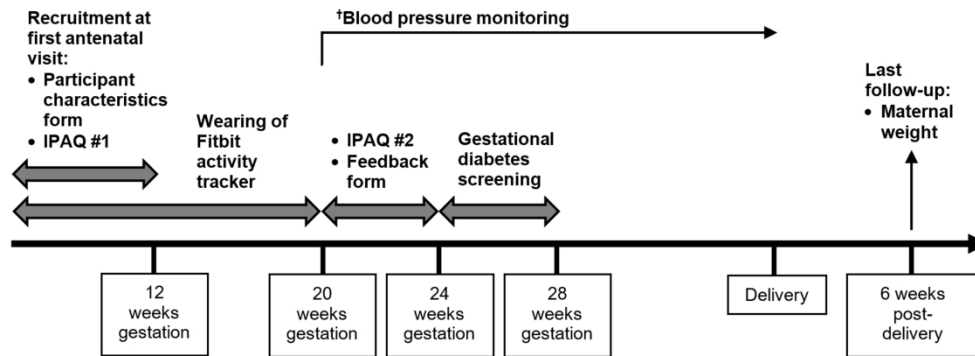 Recruitment at
first antenatal
visit:
• Participant
characteristics
form
• IPAQ #1
Wearing of
Fitbit
activity
tracker
†Blood pressure monitoring
• IPAQ #2
• Feedback
form
Gestational
diabetes
screening
Last
follow-up:
• Maternal
weight
12
weeks
gestation
20
weeks
gestation
24
weeks
gestation
28
weeks
gestation
Delivery
6 weeks
post-
delivery